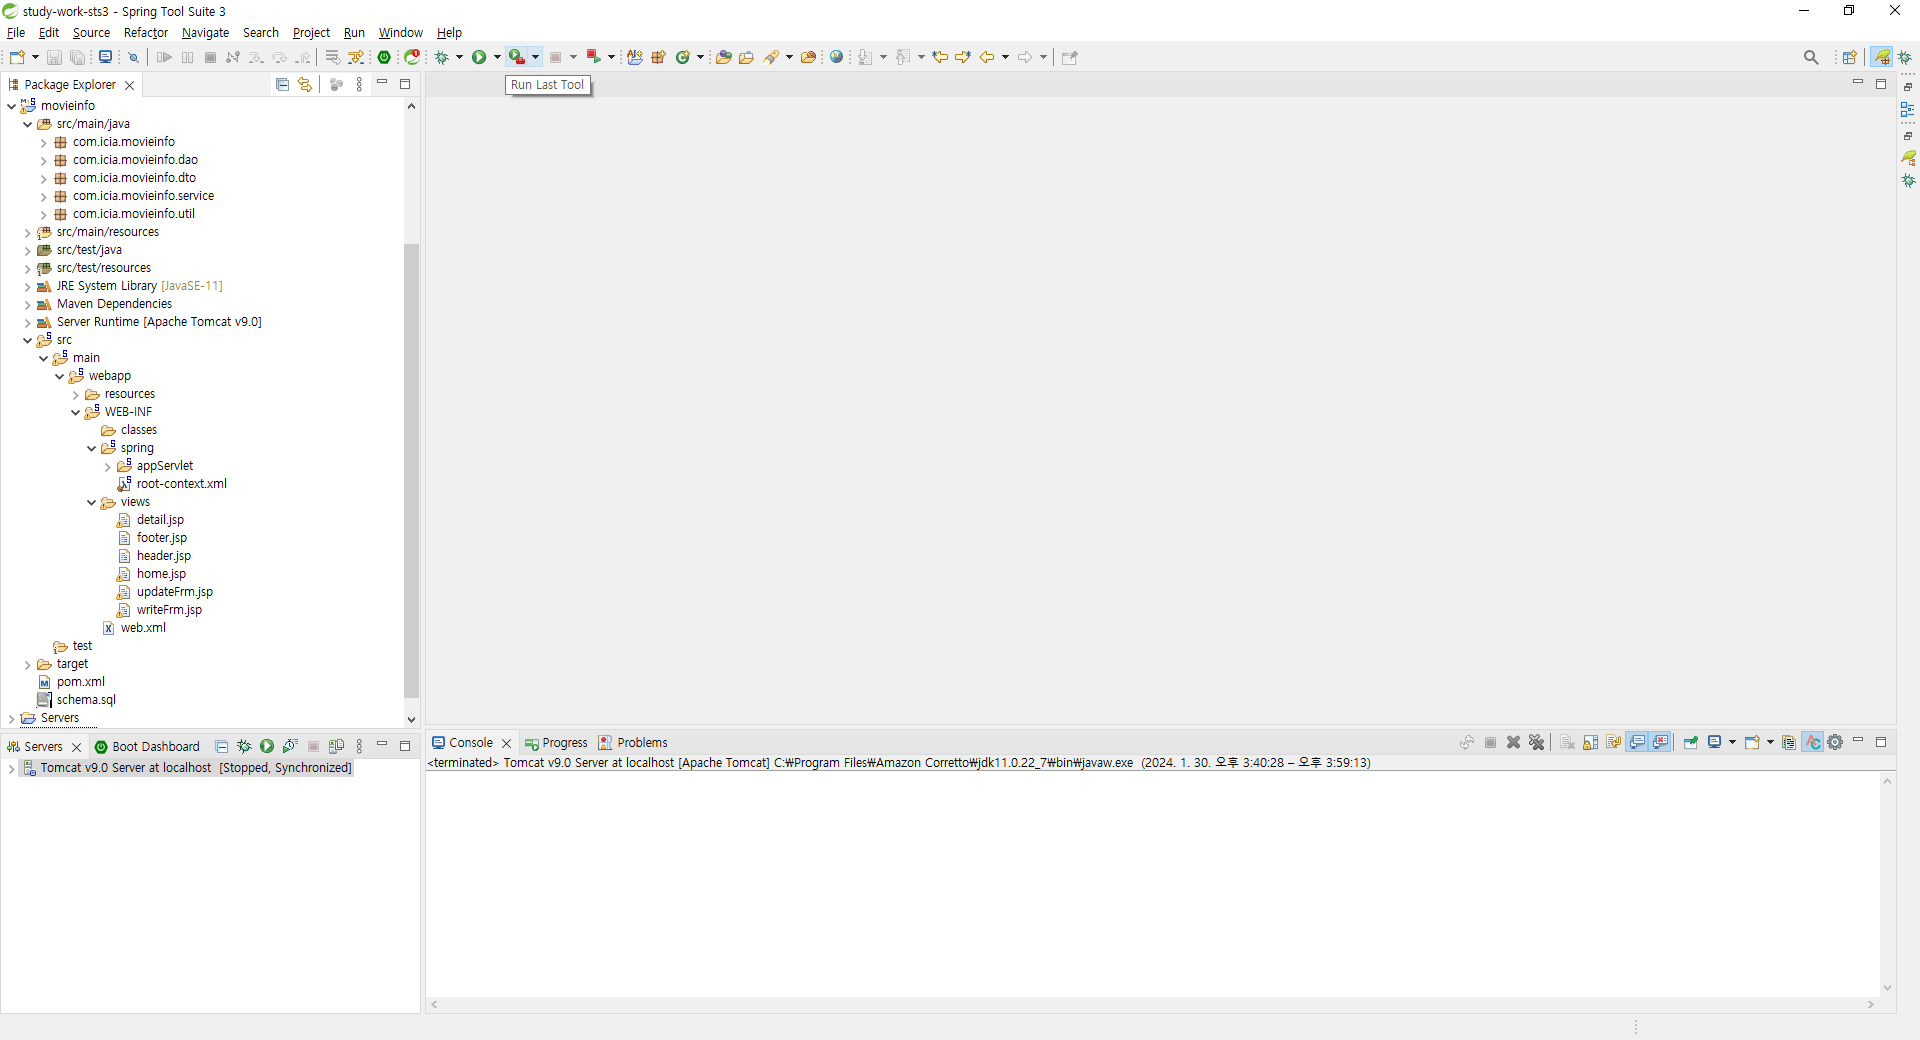 study-work-sts3 - Spring Tool Suite 3
File Edit Source Refactor Navigate Search Project Run Window Help
Run Last Tool
Package Explorer
movieinfo
src/main/java
com.icia.movieinfo
com.icia.movieinfo.dao
com.icia.movieinfo.dto
com.icia.movieinfo.service
com.icia.movieinfo.util
src/main/resources
src/test/java
src/test/resources
JRE System Library [JavaSE-11]
Maven Dependencies
Server Runtime [Apache Tomcat v9.0]
src
main
webapp
resources
WEB-INF
classes
spring
appServlet
root-context.xml
views
detail.jsp
footer.jsp
header.jsp
home.jsp
updateFrm.jsp
writeFrm.jsp
web.xml
test
target
pom.xml
schema.sql
Servers
Servers Boot Dashboard
Tomcat v9.0 Server at localhost [Stopped, Synchronized]
Console Progress Problems
<terminated> Tomcat v9.0 Server at localhost [Apache Tomcat] C:₩Program Files₩Amazon Corretto₩jdk11.0.22_7₩bin₩javaw.exe (2024. 1. 30. 오후 3:40:28 – 오후 3:59:13)